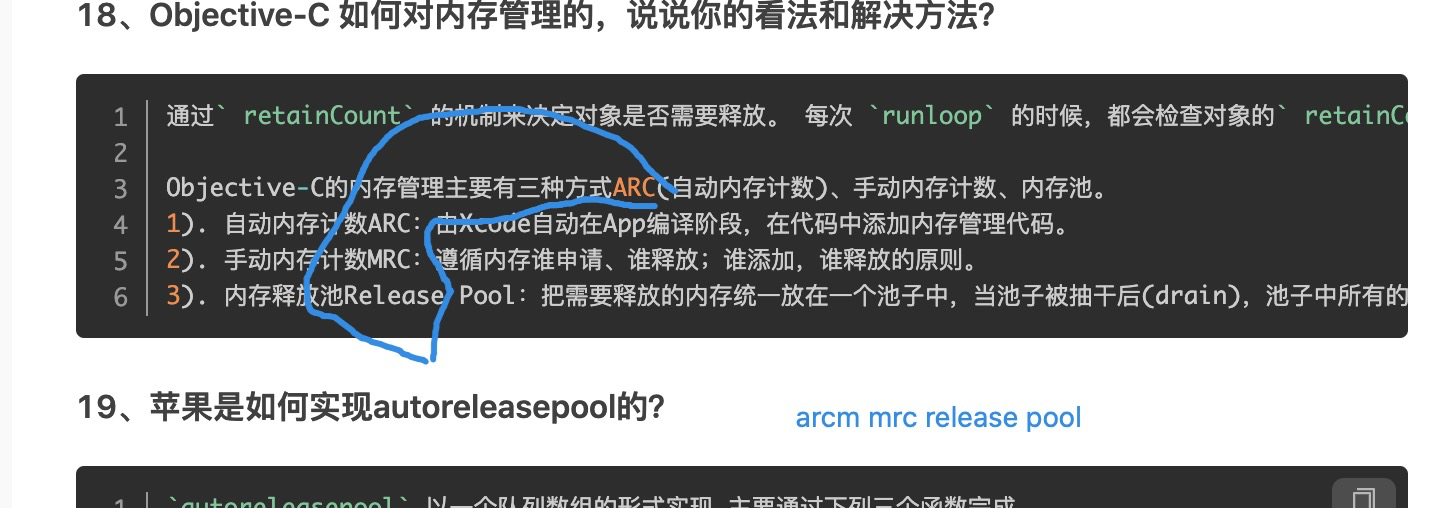 18、Objective-C 如何对内存管理的，说说你的看法和解决方法？
1 通过` retainCount` 的机制来决定对象是否需要释放。 每次 `runloop` 的时候，都会检查对象的` retainC
2
3 Objective-C的内存管理主要有三种方式ARC(自动内存计数)、手动内存计数、内存池。
4 1). 自动内存计数ARC：由Xcode自动在App编译阶段，在代码中添加内存管理代码。
5 2). 手动内存计数MRC：遵循内存谁申请、谁释放；谁添加，谁释放的原则。
6 3). 内存释放池Release Pool：把需要释放的内存统一放在一个池子中，当池子被抽干后(drain)，池子中所有的
19、苹果是如何实现autoreleasepool的？
arcm mrc release pool
1 `autoreleasepool` 以一个队列数组的形式实现,主要通过下列三个函数完成